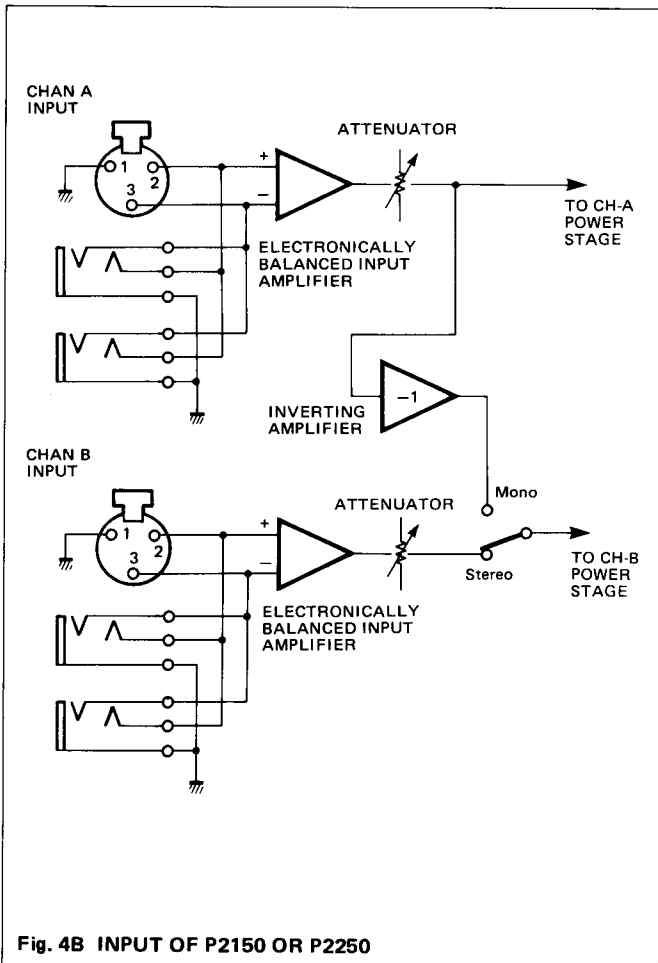 CHAN A
INPUT
1
2
3
+
−
ATTENUATOR
TO CH-A
POWER
STAGE
ELECTRONICALLY
BALANCED INPUT
AMPLIFIER
−1
INVERTING
AMPLIFIER
CHAN B
INPUT
1
2
3
+
−
ATTENUATOR
Mono
Stereo
TO CH-B
POWER
STAGE
ELECTRONICALLY
BALANCED INPUT
AMPLIFIER
Fig. 4B INPUT OF P2150 OR P2250